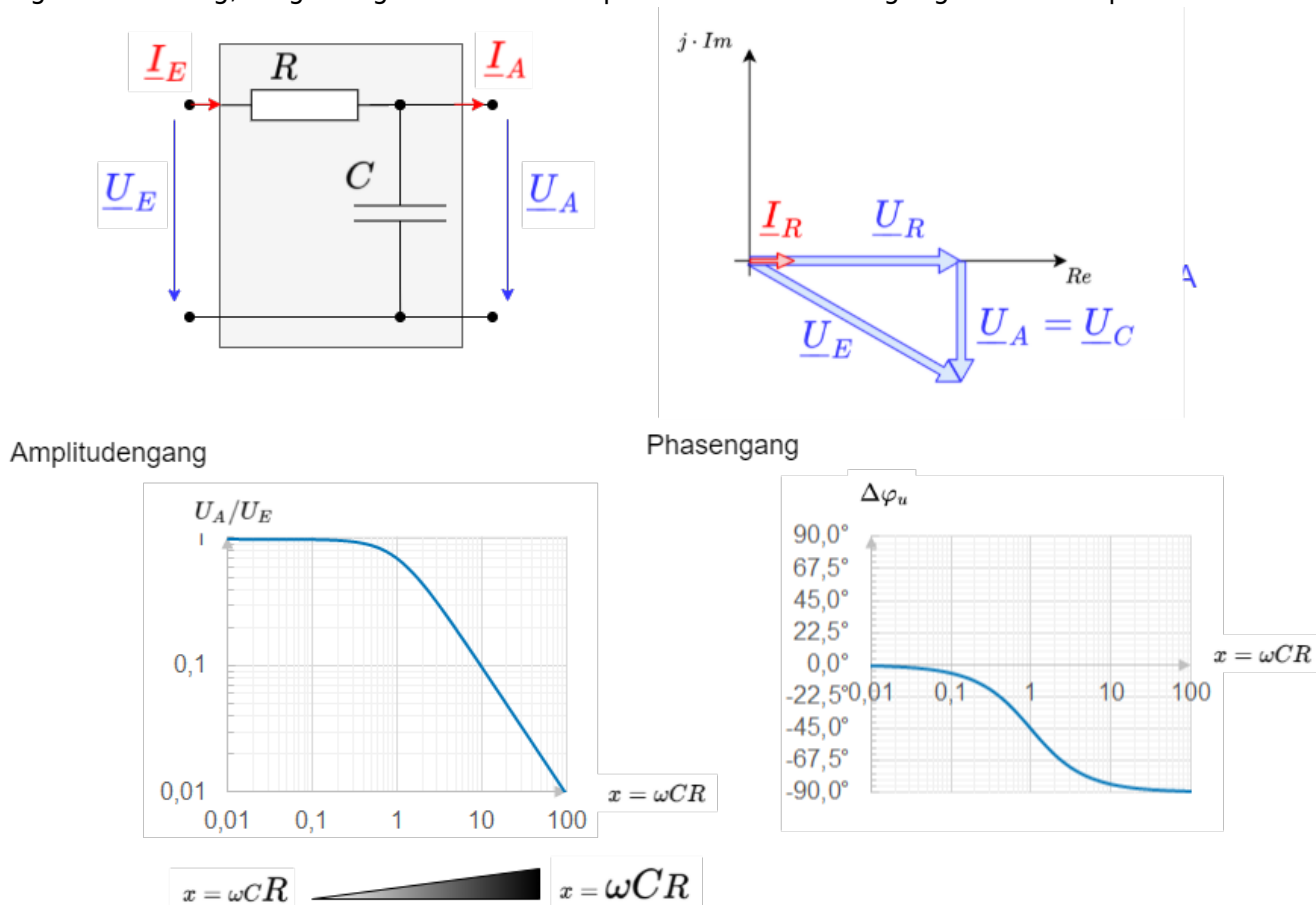 I_E
R
I_A
C
U_E
U_A
j · Im
I_R
U_R
Re
U_E
U_A = U_C
A
Amplitudengang
U_A/U_E
1
0,1
0,01
0,01 0,1 1 10 100
x = ωCR
x = ωCR
x = ωCR
Phasengang
Δφ_u
90,0°
67,5°
45,0°
22,5°
0,0°
-22,5°
-45,0°
-67,5°
-90,0°
0,01 0,1 1 10 100
x = ωCR